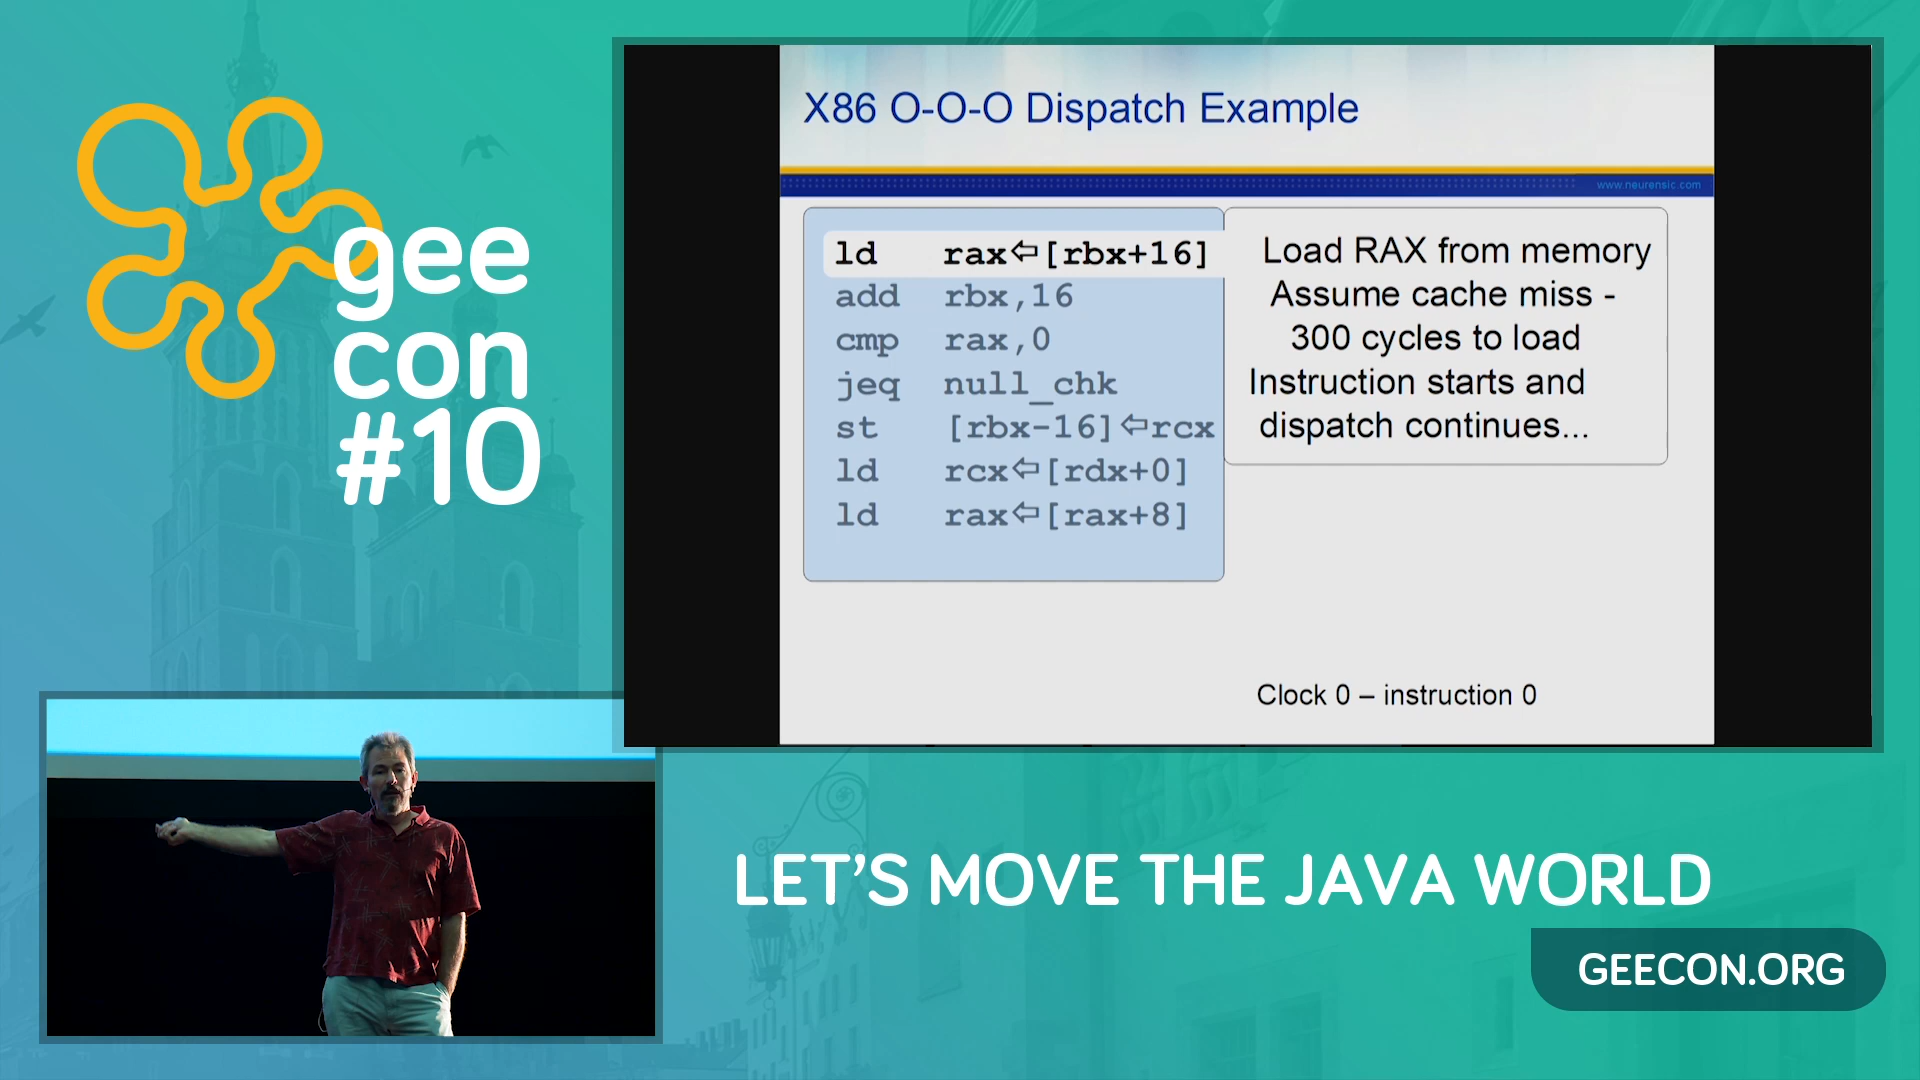 gee
con
#10
X86 O-O-O Dispatch Example
www.neurensic.com
ld rax⇦[rbx+16]
add rbx,16
cmp rax,0
jeq null_chk
st [rbx-16]⇦rcx
ld rcx⇦[rdx+0]
ld rax⇦[rax+8]
Load RAX from memory
Assume cache miss -
300 cycles to load
Instruction starts and
dispatch continues...
Clock 0 – instruction 0
LET'S MOVE THE JAVA WORLD
GEECON.ORG